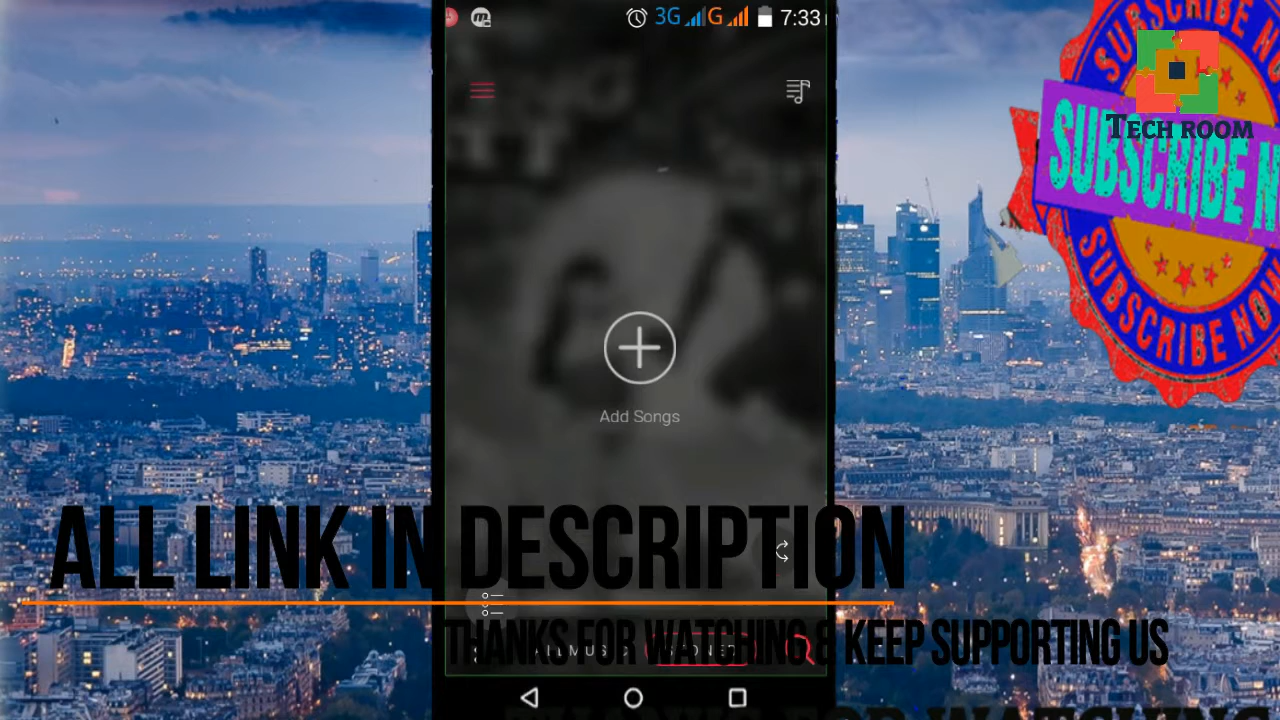 3G G 7:33
SUBSCRIBE NOW
TECH ROOM
SUBSCRIBE N
SUBSCRIBE NOW
Add Songs
ALL LINK IN DESCRIPTION
THANKS FOR WATCHING & KEEP SUPPORTING US